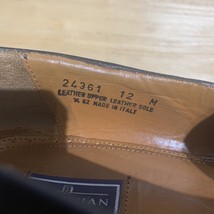 24361 12 M
LEATHER UPPER LEATHER SOLE
MADE IN ITALY